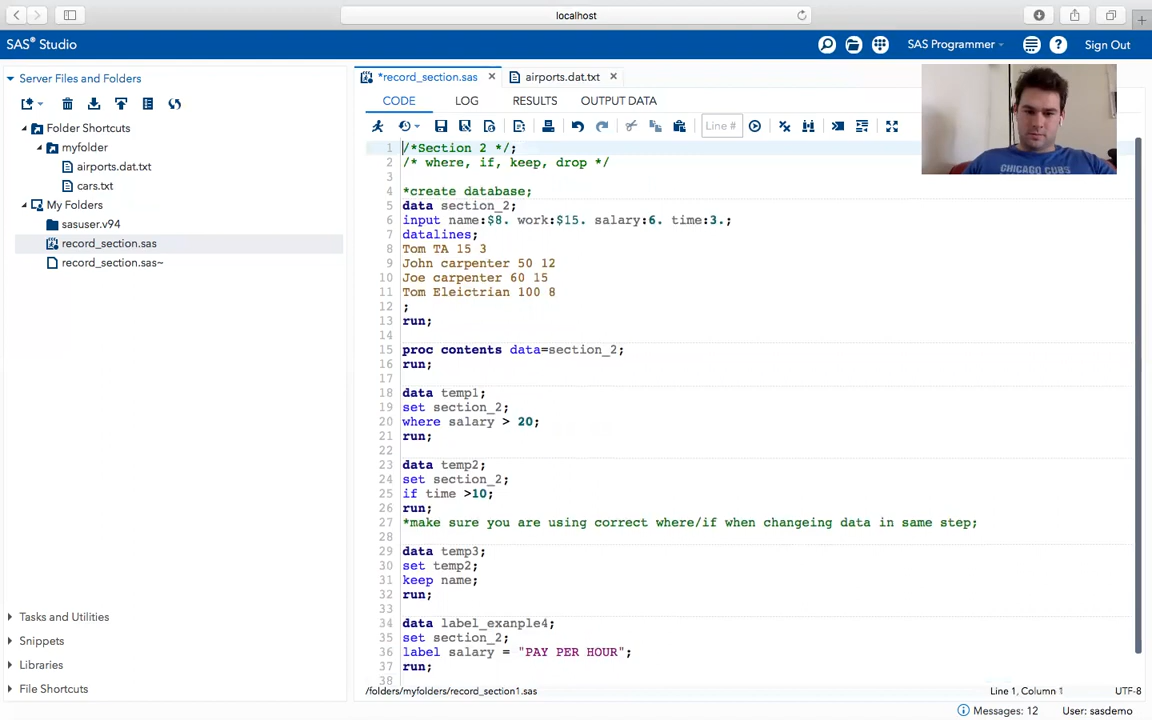 localhost
SAS® Studio
SAS Programmer
Sign Out
Server Files and Folders
Folder Shortcuts
myfolder
airports.dat.txt
cars.txt
My Folders
sasuser.v94
record_section.sas
record_section.sas~
Tasks and Utilities
Snippets
Libraries
File Shortcuts
*record_section.sas
airports.dat.txt
CODE LOG RESULTS OUTPUT DATA
Line #
1 /*Section 2 */;
2 /* where, if, keep, drop */
3
4 *create database;
5 data section_2;
6 input name:$8. work:$15. salary:6. time:3.;
7 datalines;
8 Tom TA 15 3
9 John carpenter 50 12
10 Joe carpenter 60 15
11 Tom Eleictrian 100 8
12 ;
13 run;
14
15 proc contents data=section_2;
16 run;
17
18 data temp1;
19 set section_2;
20 where salary > 20;
21 run;
22
23 data temp2;
24 set section_2;
25 if time >10;
26 run;
27 *make sure you are using correct where/if when changeing data in same step;
28
29 data temp3;
30 set temp2;
31 keep name;
32 run;
33
34 data label_exanple4;
35 set section_2;
36 label salary = "PAY PER HOUR";
37 run;
38
/folders/myfolders/record_section1.sas
Line 1, Column 1
UTF-8
Messages: 12
User: sasdemo
CHICAGO CUBS